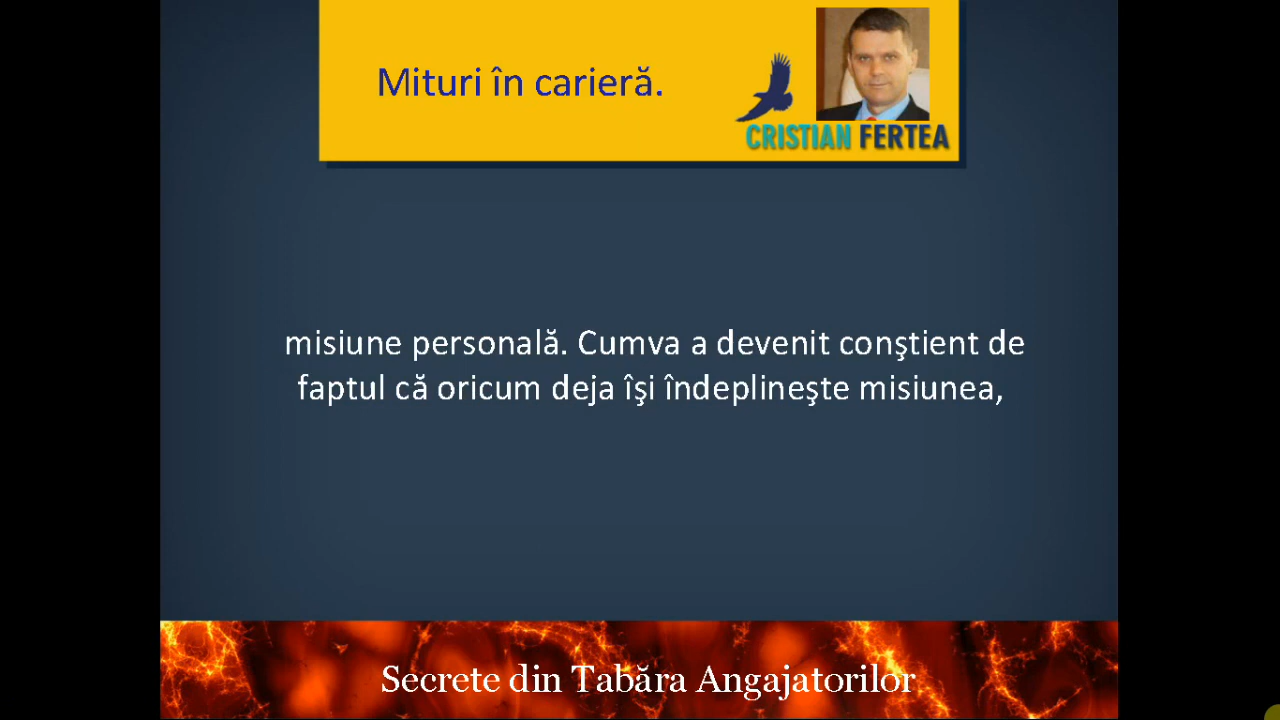 Mituri în carieră.
CRISTIAN FERTEA
misiune personală. Cumva a devenit conştient de
faptul că oricum deja îşi îndeplineşte misiunea,
Secrete din Tabăra Angajatorilor